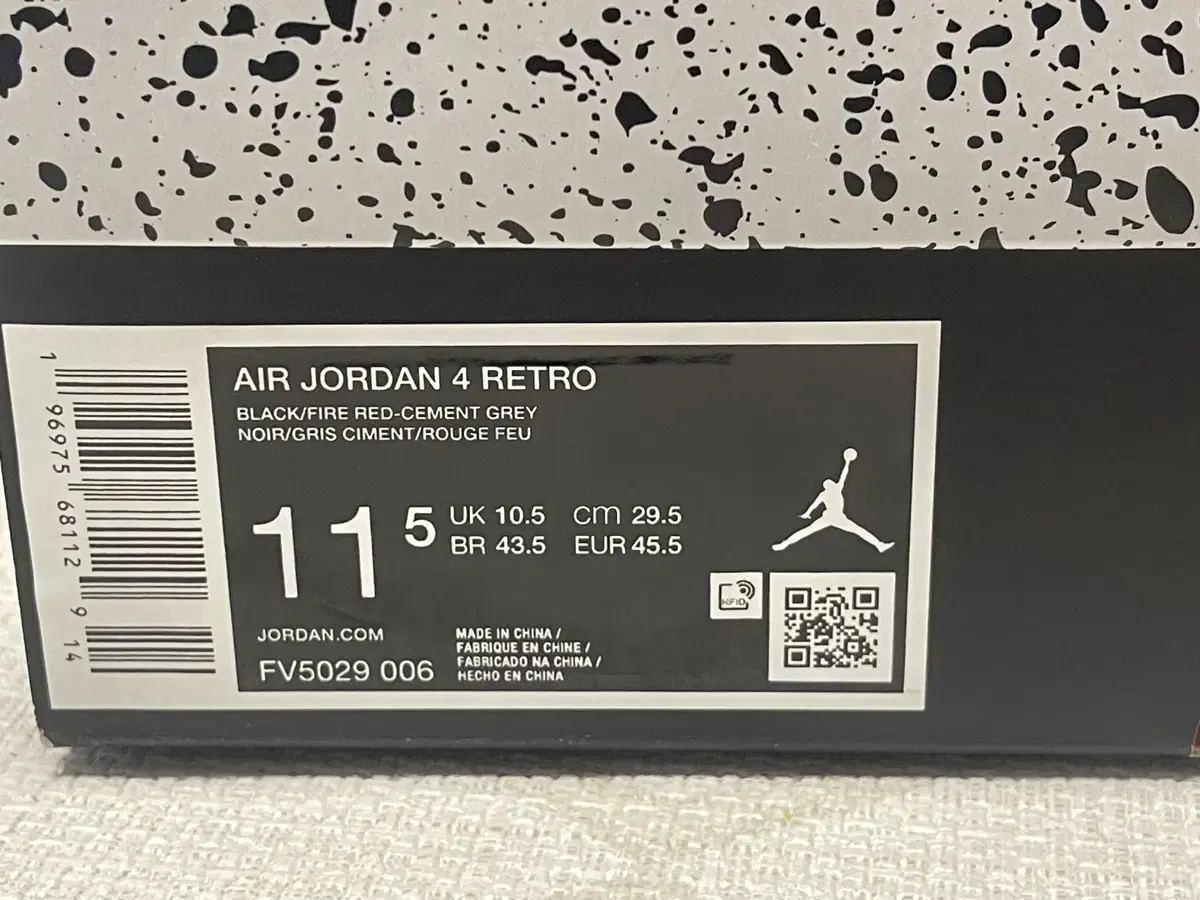 AIR JORDAN 4 RETRO
BLACK/FIRE RED-CEMENT GREY
NOIR/GRIS CIMENT/ROUGE FEU
11 5
UK 10.5 cm 29.5
BR 43.5 EUR 45.5
RFID
JORDAN.COM
FV5029 006
MADE IN CHINA /
FABRIQUE EN CHINE /
FABRICADO NA CHINA /
HECHO EN CHINA
1 96975 68112 9 14